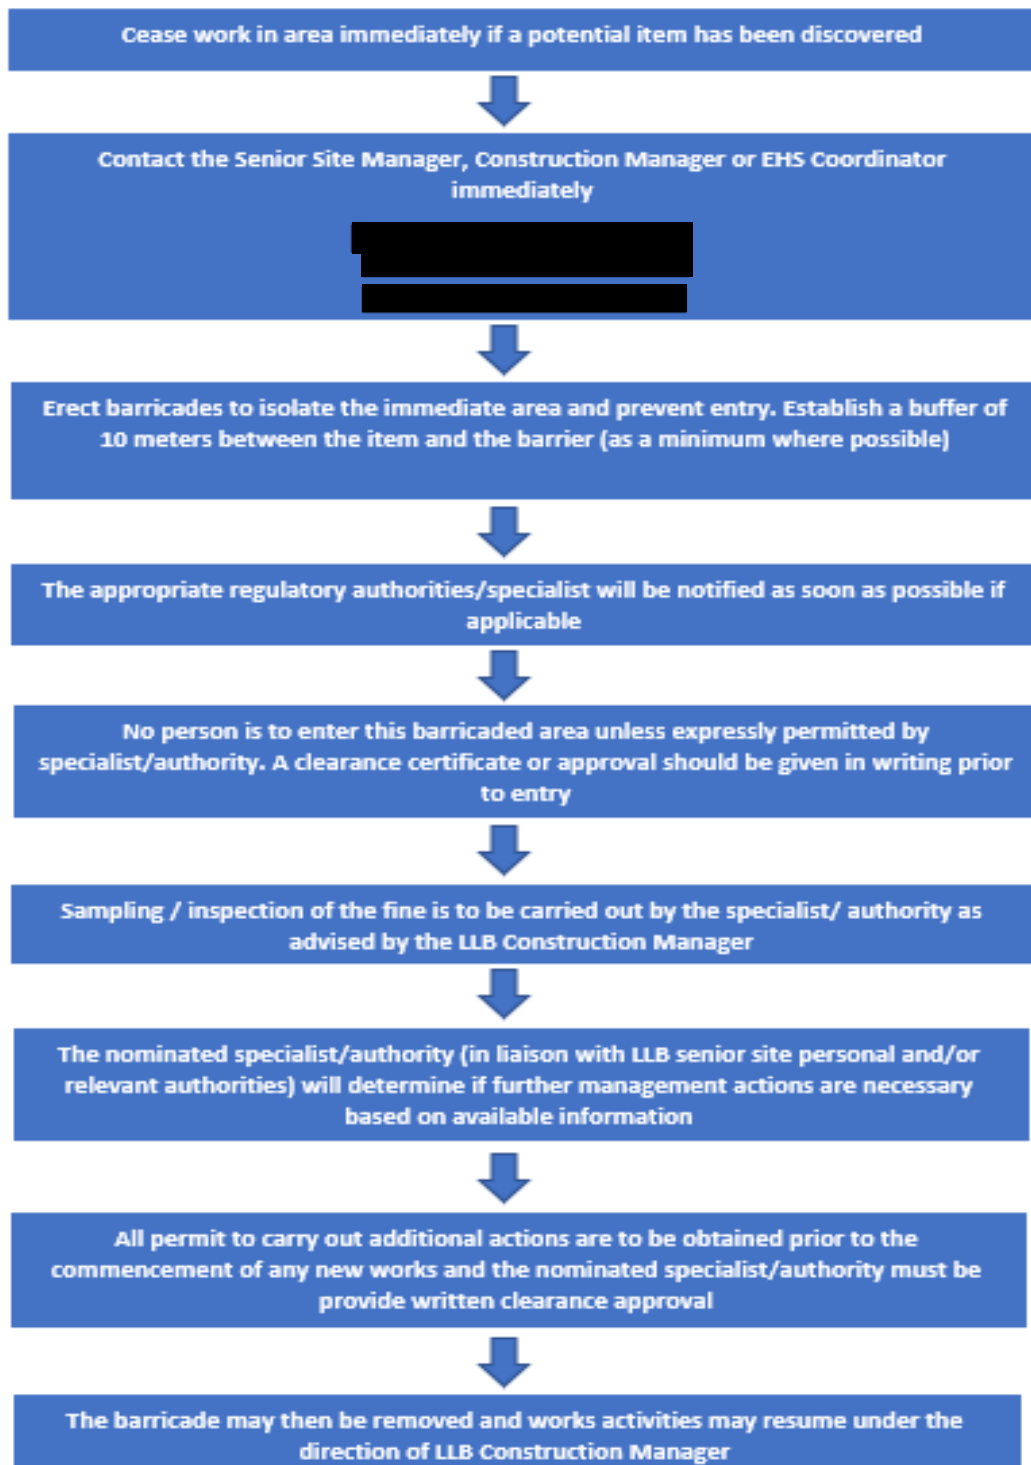 Cease work in area immediately if a potential item has been discovered
Contact the Senior Site Manager, Construction Manager or EHS Coordinator
immediately
Erect barricades to isolate the immediate area and prevent entry. Establish a buffer of
10 meters between the item and the barrier (as a minimum where possible)
The appropriate regulatory authorities/specialist will be notified as soon as possible if
applicable
No person is to enter this barricaded area unless expressly permitted by
specialist/authority. A clearance certificate or approval should be given in writing prior
to entry
Sampling / inspection of the fine is to be carried out by the specialist/ authority as
advised by the LLB Construction Manager
The nominated specialist/authority (in liaison with LLB senior site personal and/or
relevant authorities) will determine if further management actions are necessary
based on available information
All permit to carry out additional actions are to be obtained prior to the
commencement of any new works and the nominated specialist/authority must be
provide written clearance approval
The barricade may then be removed and works activities may resume under the
direction of LLB Construction Manager